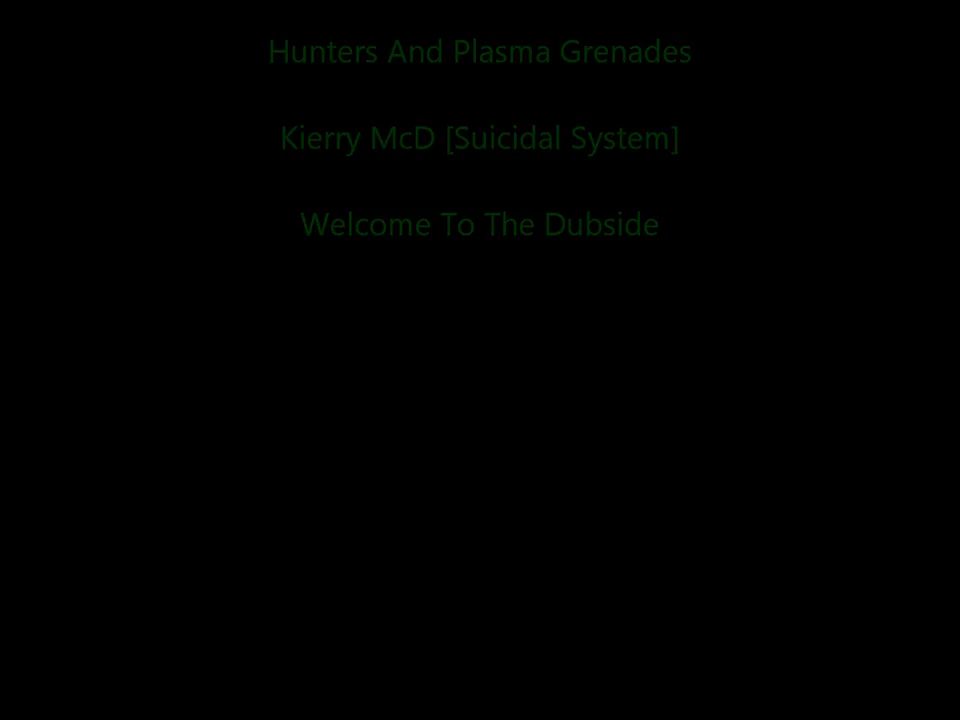 Hunters And Plasma Grenades
Kierry McD [Suicidal System]
Welcome To The Dubside